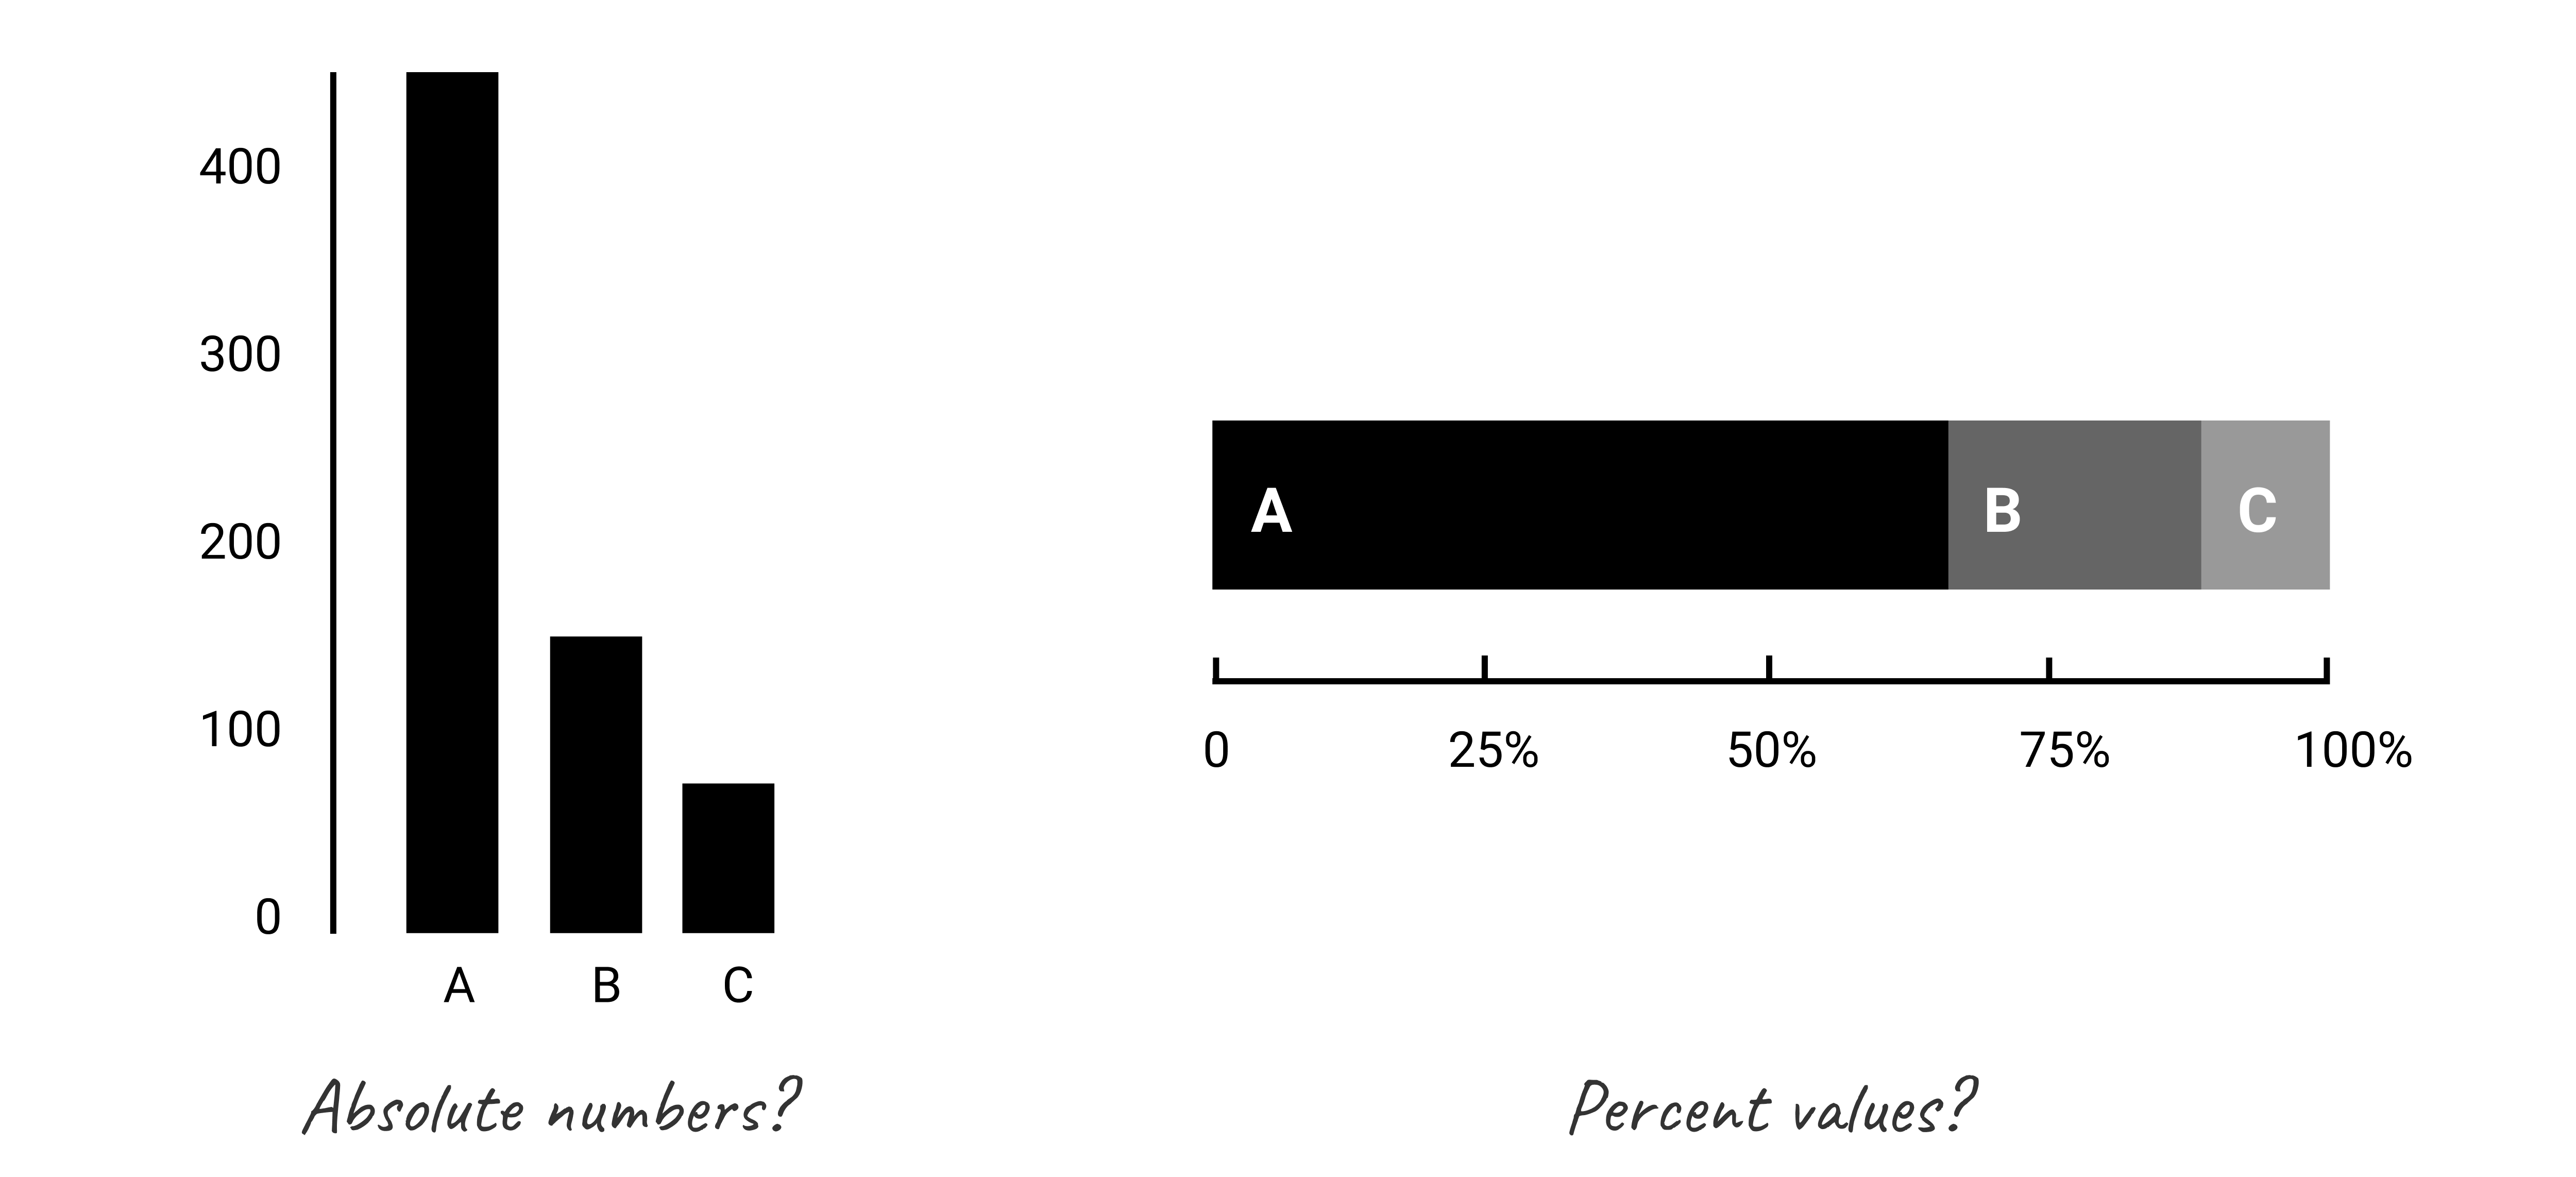 400
300
200
100
0
A B C
Absolute numbers?
A B C
0 25% 50% 75% 100%
Percent values?